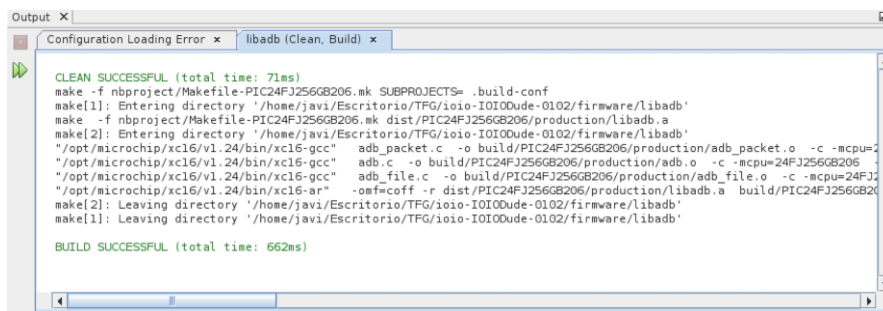 Output X
Configuration Loading Error × libadb (Clean, Build) ×
CLEAN SUCCESSFUL (total time: 71ms)
make -f nbproject/Makefile-PIC24FJ256GB206.mk SUBPROJECTS= .build-conf
make[1]: Entering directory '/home/javi/Escritorio/TFG/ioio-IOIODude-0102/firmware/libadb'
make  -f nbproject/Makefile-PIC24FJ256GB206.mk dist/PIC24FJ256GB206/production/libadb.a
make[2]: Entering directory '/home/javi/Escritorio/TFG/ioio-IOIODude-0102/firmware/libadb'
"/opt/microchip/xc16/v1.24/bin/xc16-gcc"   adb_packet.c  -o build/PIC24FJ256GB206/production/adb_packet.o  -c -mcpu=2
"/opt/microchip/xc16/v1.24/bin/xc16-gcc"   adb.c  -o build/PIC24FJ256GB206/production/adb.o  -c -mcpu=24FJ256GB206  -
"/opt/microchip/xc16/v1.24/bin/xc16-gcc"   adb_file.c  -o build/PIC24FJ256GB206/production/adb_file.o  -c -mcpu=24FJ2
"/opt/microchip/xc16/v1.24/bin/xc16-ar"   -omf=coff -r dist/PIC24FJ256GB206/production/libadb.a  build/PIC24FJ256GB20
make[2]: Leaving directory '/home/javi/Escritorio/TFG/ioio-IOIODude-0102/firmware/libadb'
make[1]: Leaving directory '/home/javi/Escritorio/TFG/ioio-IOIODude-0102/firmware/libadb'
BUILD SUCCESSFUL (total time: 662ms)